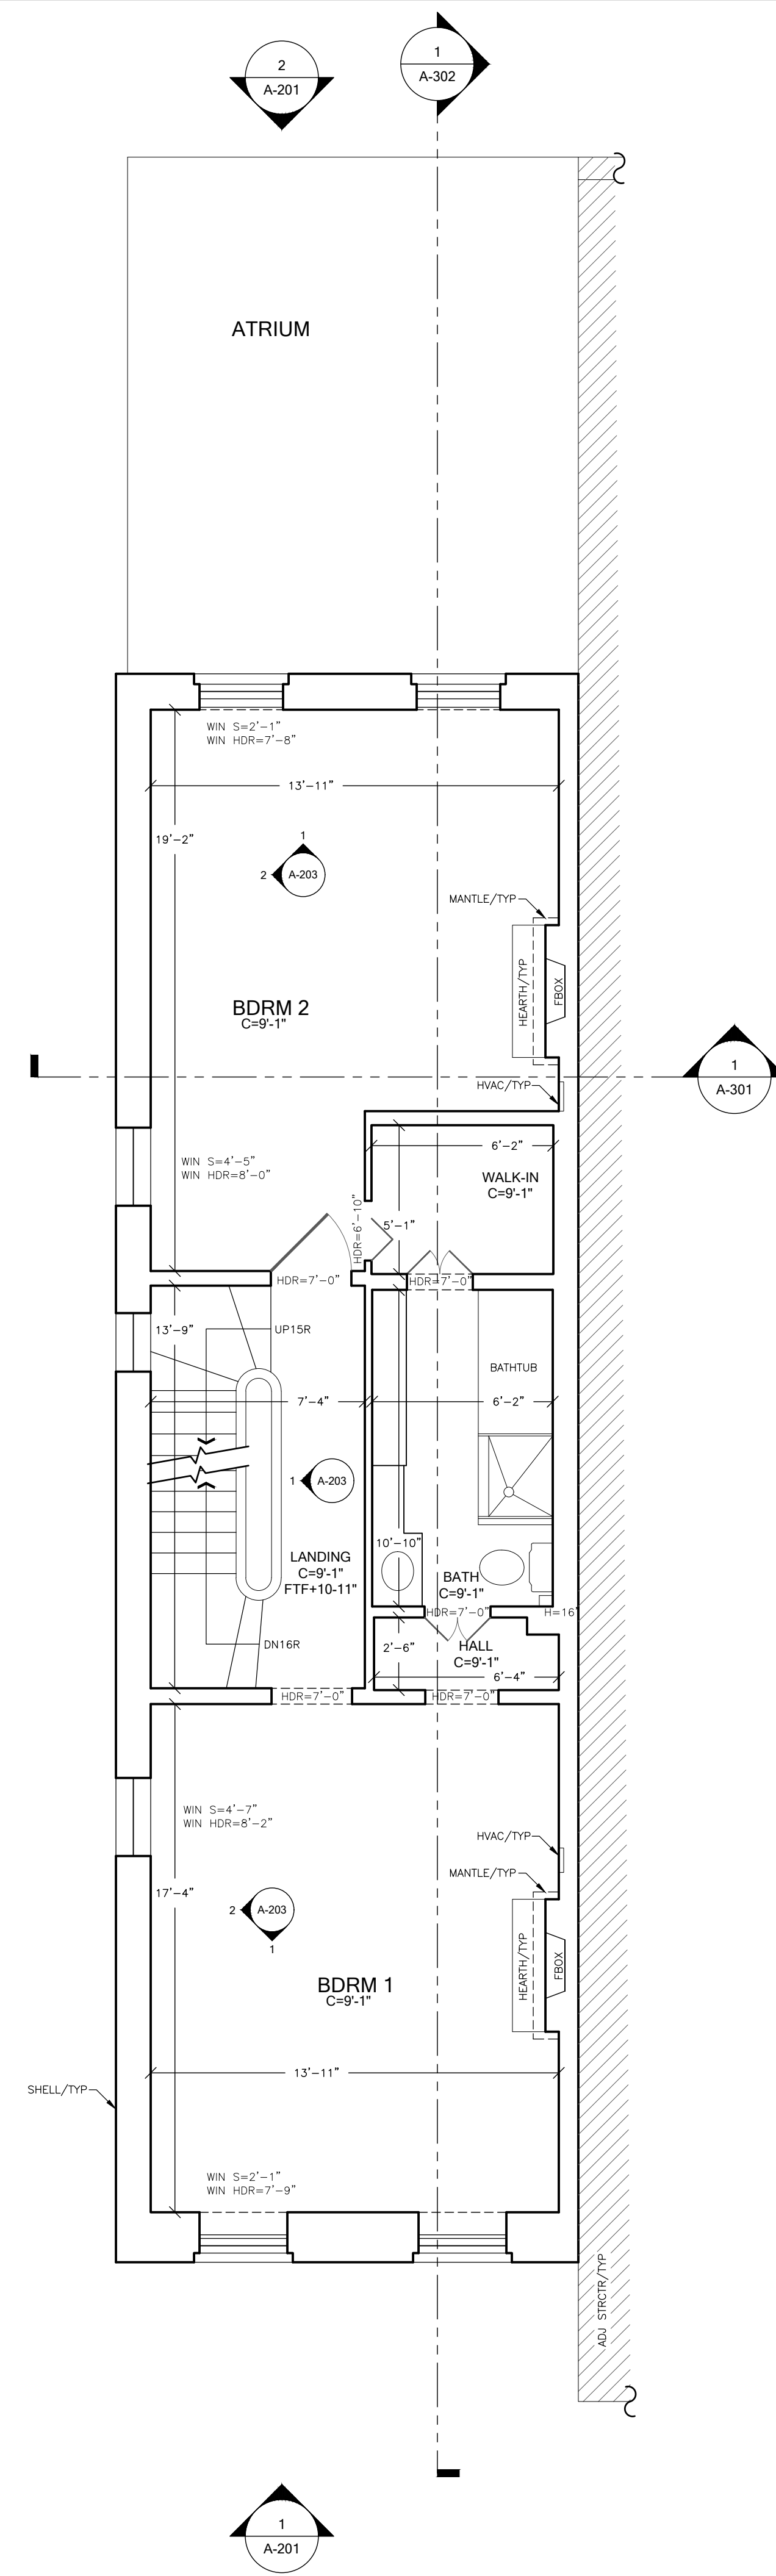 2
A-201
1
A-302
ATRIUM
WIN S=2'-1"
WIN HDR=7'-8"
13'-11"
19'-2"
1
2
A-203
MANTLE/TYP
HEARTH/TYP
FBOX
BDRM 2
C=9'-1"
1
A-301
HVAC/TYP
6'-2"
WIN S=4'-5"
WIN HDR=8'-0"
WALK-IN
C=9'-1"
HDR=6'-10"
5'-1"
HDR=7'-0"
HDR=7'-0"
13'-9"
UP15R
BATHTUB
7'-4"
6'-2"
1
A-203
10'-10"
LANDING
C=9'-1"
FTF+10-11"
BATH
C=9'-1"
HDR=7'-0"
H=16'
DN16R
2'-6"
HALL
C=9'-1"
6'-4"
HDR=7'-0"
HDR=7'-0"
WIN S=4'-7"
WIN HDR=8'-2"
HVAC/TYP
MANTLE/TYP
17'-4"
2
A-203
1
HEARTH/TYP
FBOX
BDRM 1
C=9'-1"
13'-11"
SHELL/TYP
WIN S=2'-1"
WIN HDR=7'-9"
ADJ STRCTR/TYP
1
A-201